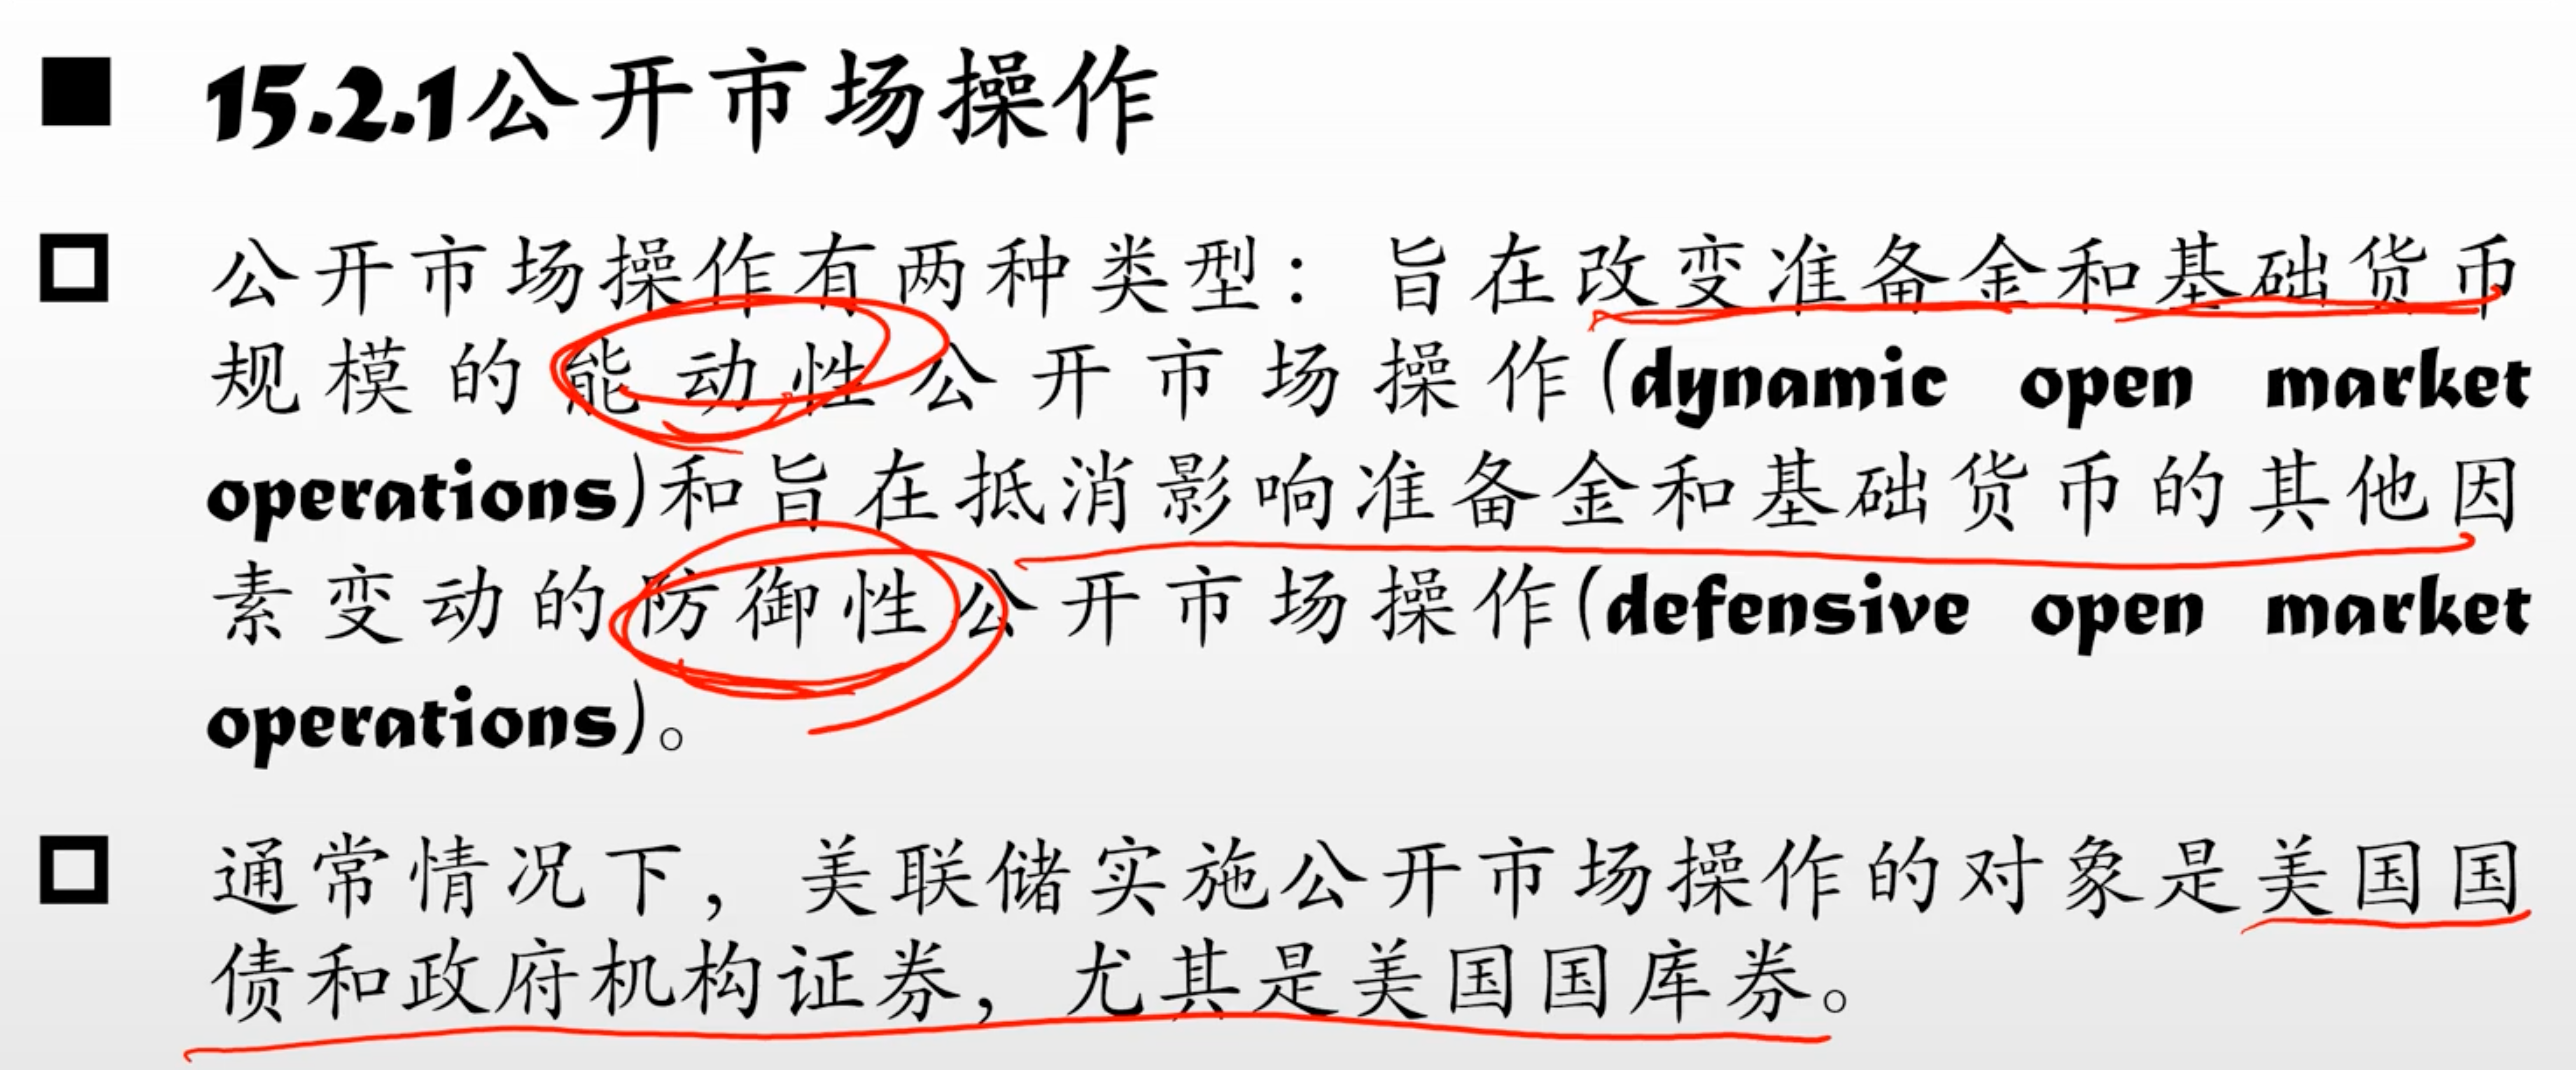 15.2.1公开市场操作
公开市场操作有两种类型：旨在改变准备金和基础货币
规模的能动性公开市场操作(dynamic open market
operations)和旨在抵消影响准备金和基础货币的其他因
素变动的防御性公开市场操作(defensive open market
operations)。
通常情况下，美联储实施公开市场操作的对象是美国国
债和政府机构证券，尤其是美国国库券。